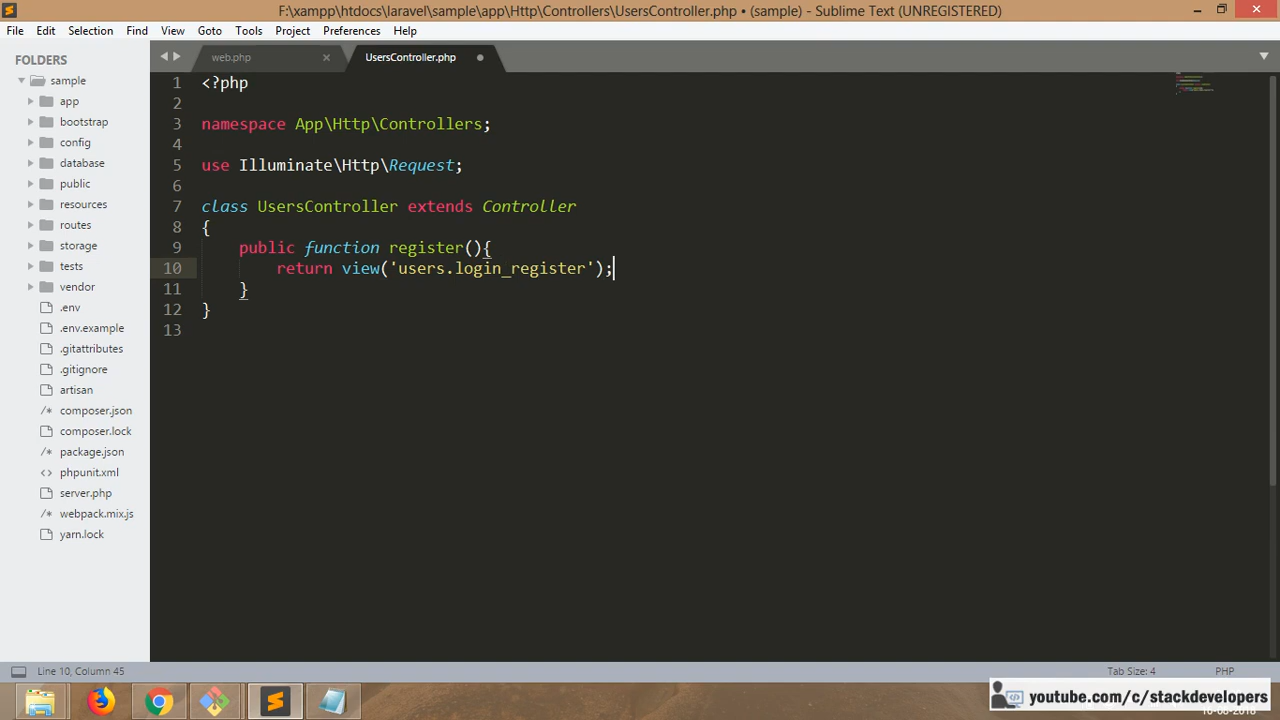 F:\xampp\htdocs\laravel\sample\app\Http\Controllers\UsersController.php • (sample) - Sublime Text (UNREGISTERED)
File Edit Selection Find View Goto Tools Project Preferences Help
FOLDERS
sample
app
bootstrap
config
database
public
resources
routes
storage
tests
vendor
.env
.env.example
.gitattributes
.gitignore
artisan
/* composer.json
composer.lock
/* package.json
<> phpunit.xml
server.php
/* webpack.mix.js
yarn.lock
web.php UsersController.php
1 <?php
2
3 namespace App\Http\Controllers;
4
5 use Illuminate\Http\Request;
6
7 class UsersController extends Controller
8 {
9 public function register(){
10 return view('users.login_register');
11 }
12 }
13
Line 10, Column 45 Tab Size: 4 PHP
youtube.com/c/stackdevelopers